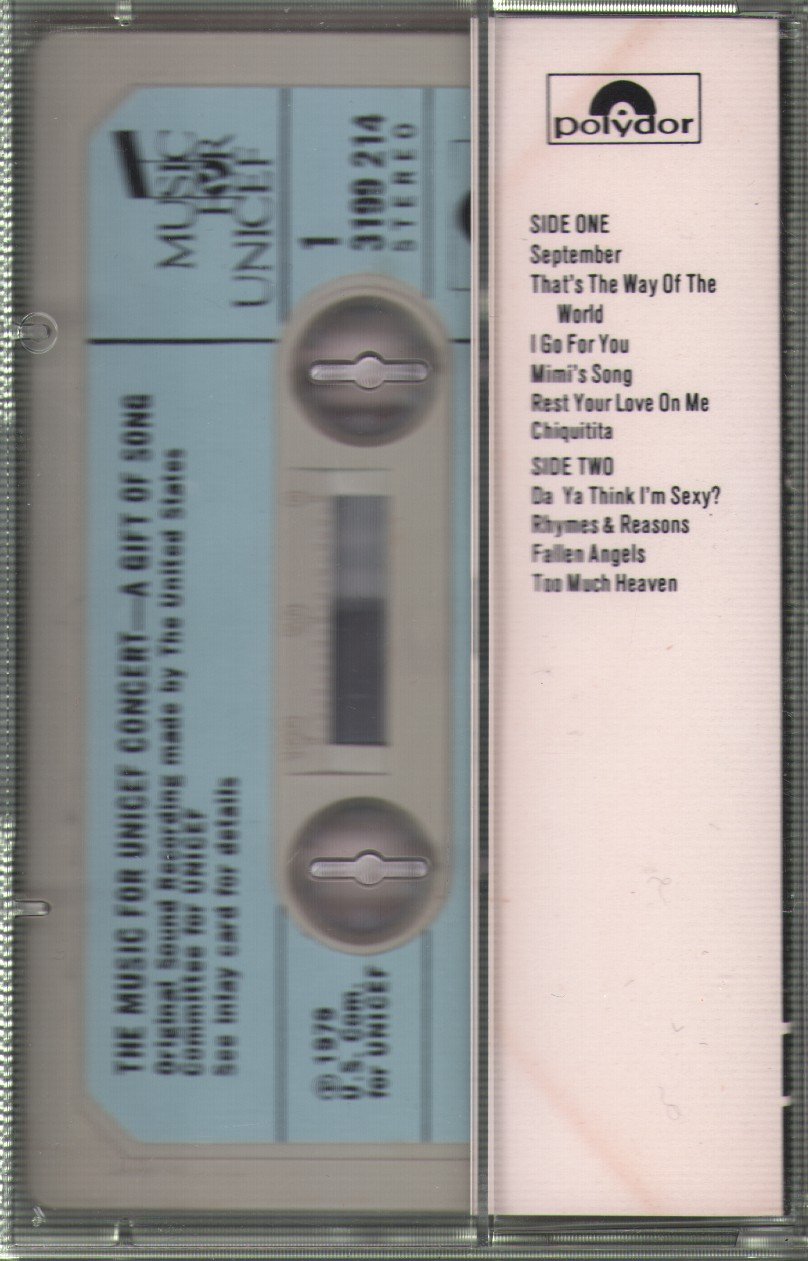 MUSIC
FOR
UNICEF
1
3199 214
STEREO
THE MUSIC FOR UNICEF CONCERT—A GIFT OF SONG
Original Sound Recording made by The United States
Committee for UNICEF
See inlay card for details
℗ 1979
U.S. Com.
for UNICEF
polydor
SIDE ONE
September
That's The Way Of The
World
I Go For You
Mimi's Song
Rest Your Love On Me
Chiquitita
SIDE TWO
Da Ya Think I'm Sexy?
Rhymes & Reasons
Fallen Angels
Too Much Heaven